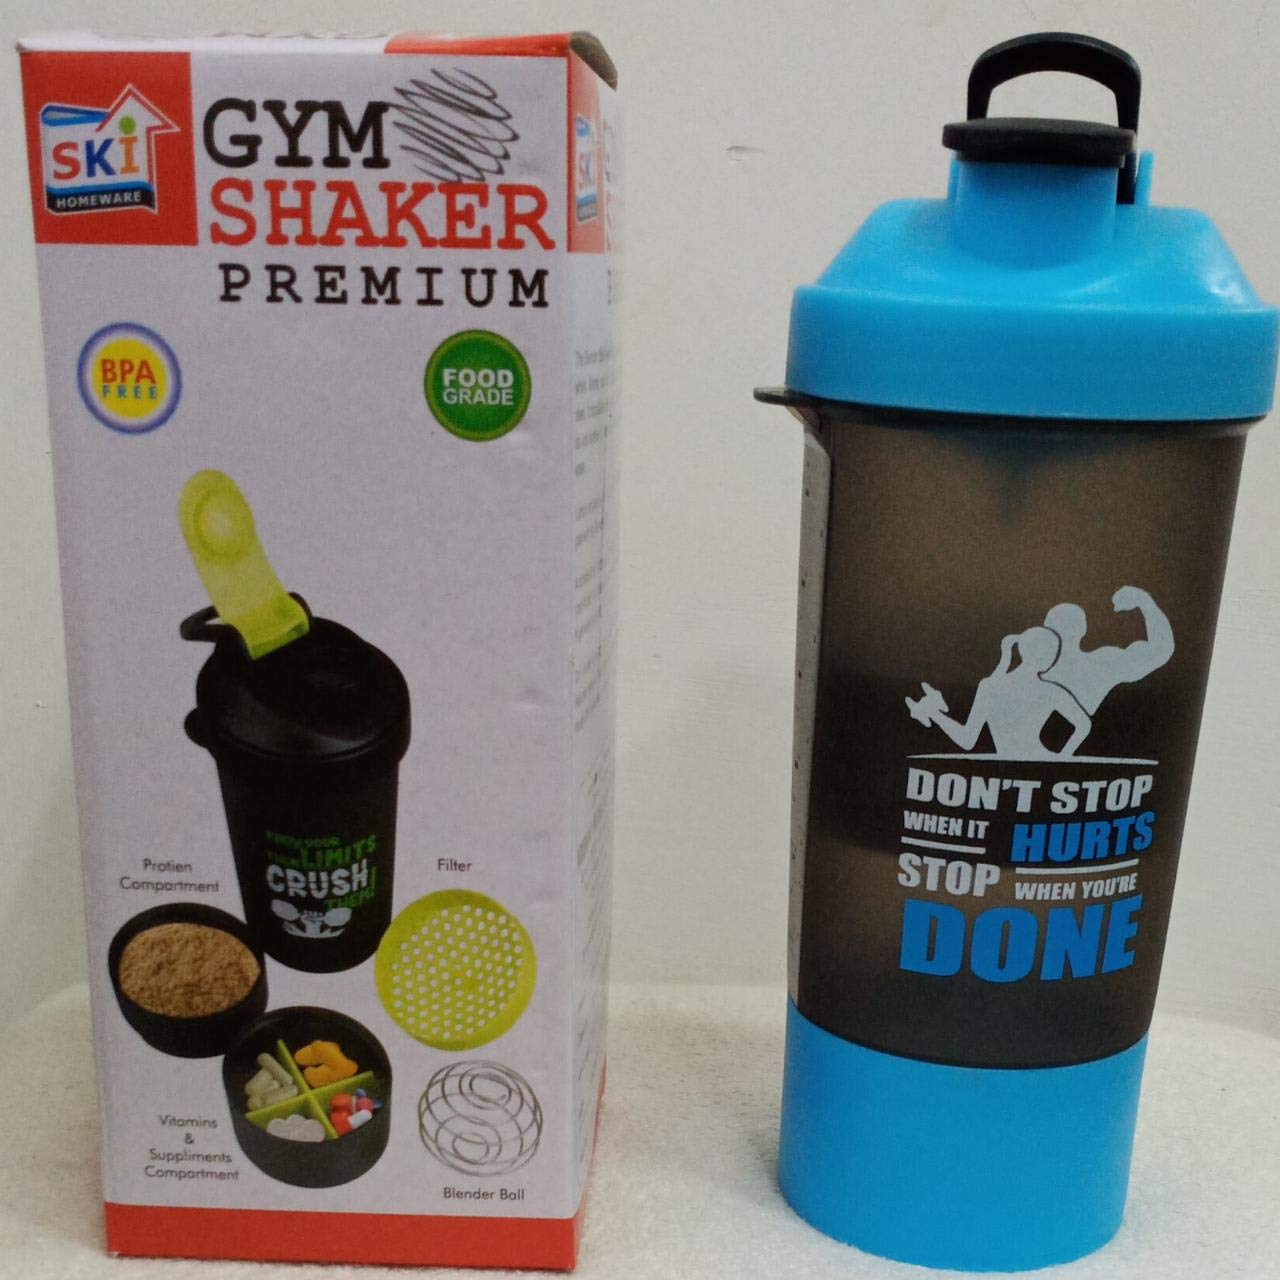 SKi
HOMEWARE
GYM
SHAKER
PREMIUM
BPA
FREE
FOOD
GRADE
LIMITS
CRUSH
THEM!
Protien
Compartment
Filter
Vitamins
&
Suppliments
Compartment
Blender Ball
DON'T STOP
WHEN IT HURTS
STOP WHEN YOU'RE
DONE